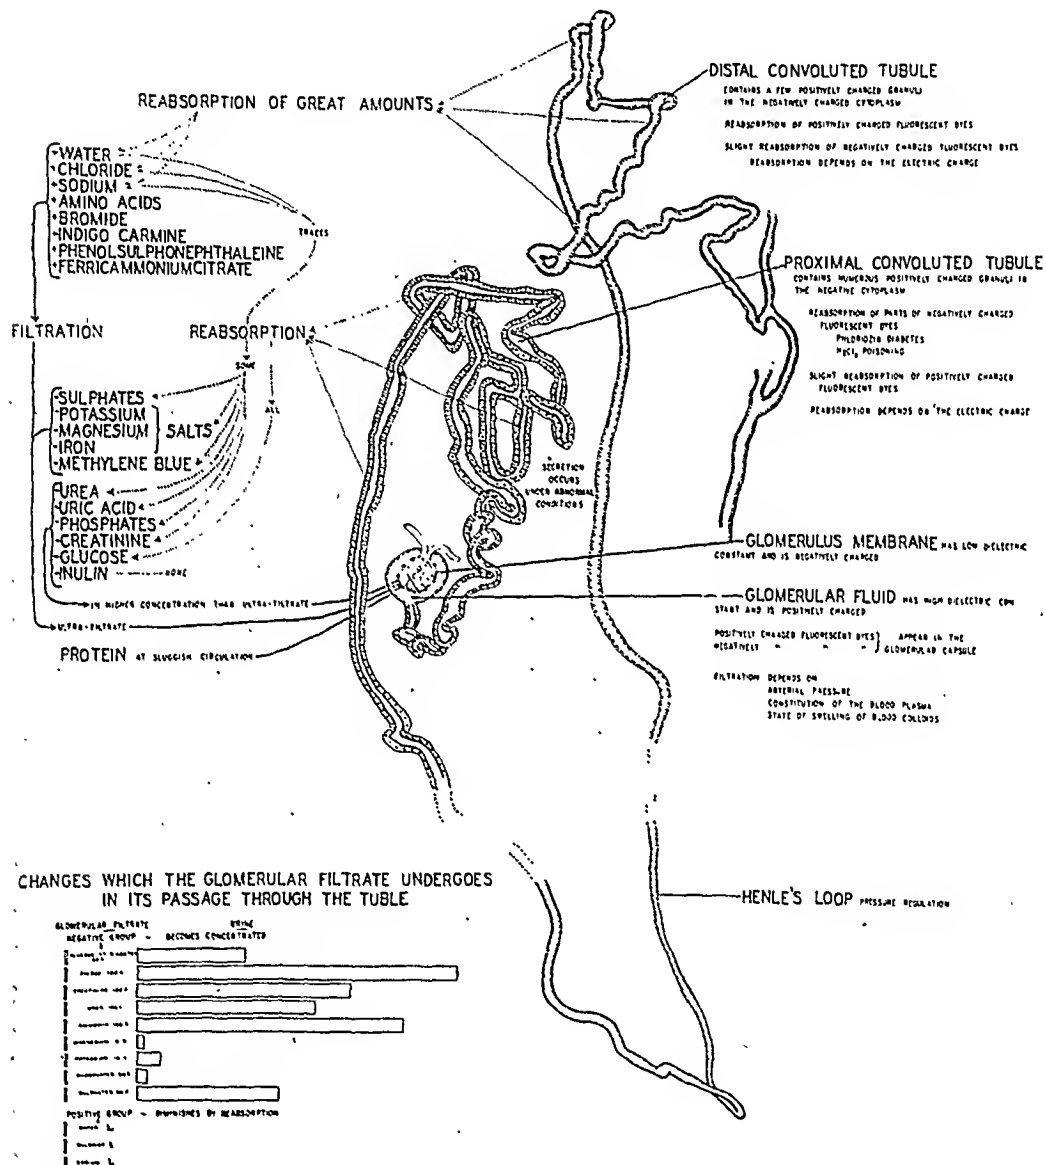 DISTAL CONVOLUTED TUBULE
CONTAINS A FEW POSITIVELY CHARGED GRANULI
IN THE NEGATIVELY CHARGED CYTOPLASM
REABSORPTION OF POSITIVELY CHARGED FLUORESCENT DYES
SLIGHT REABSORPTION OF NEGATIVELY CHARGED FLUORESCENT DYES
REABSORPTION DEPENDS ON THE ELECTRIC CHARGE
REABSORPTION OF GREAT AMOUNTS
WATER
CHLORIDE
SODIUM
AMINO ACIDS
BROMIDE
INDIGO CARMINE
PHENOLSULPHONEPHTHALEINE
FERRICAMMONIUMCITRATE
TRACES
PROXIMAL CONVOLUTED TUBULE
CONTAINS NUMEROUS POSITIVELY CHARGED GRANULI IN
THE NEGATIVE CYTOPLASM
REABSORPTION OF PARTS OF NEGATIVELY CHARGED
FLUORESCENT DYES
PHLORIDZIN DIABETES
HgCl₂ POISONING
SLIGHT REABSORPTION OF POSITIVELY CHARGED
FLUORESCENT DYES
REABSORPTION DEPENDS ON THE ELECTRIC CHARGE
FILTRATION
REABSORPTION
SOME
ALL
SULPHATES
POTASSIUM
MAGNESIUM
SALTS
IRON
METHYLENE BLUE
UREA
URIC ACID
PHOSPHATES
CREATININE
GLUCOSE
INULIN
NONE
SECRETION
OCCURS
UNDER ABNORMAL
CONDITIONS
IN HIGHER CONCENTRATION THAN ULTRA-FILTRATE
ULTRA-FILTRATE
PROTEIN AT SLUGGISH CIRCULATION
GLOMERULUS MEMBRANE HAS LOW DIELECTRIC
CONSTANT AND IS NEGATIVELY CHARGED
GLOMERULAR FLUID HAS HIGH DIELECTRIC CON
STANT AND IS POSITIVELY CHARGED
POSITIVELY CHARGED FLUORESCENT DYES } APPEAR IN THE
NEGATIVELY " " " } GLOMERULAR CAPSULE
FILTRATION DEPENDS ON
ARTERIAL PRESSURE
CONSTITUTION OF THE BLOOD PLASMA
STATE OF SWELLING OF BLOOD COLLOIDS
HENLE'S LOOP PRESSURE REGULATION
CHANGES WHICH THE GLOMERULAR FILTRATE UNDERGOES
IN ITS PASSAGE THROUGH THE TUBLE
GLOMERULAR FILTRATE URINE
NEGATIVE GROUP - BECOMES CONCENTRATED
POSITIVE GROUP - DIMINISHES BY REABSORPTION